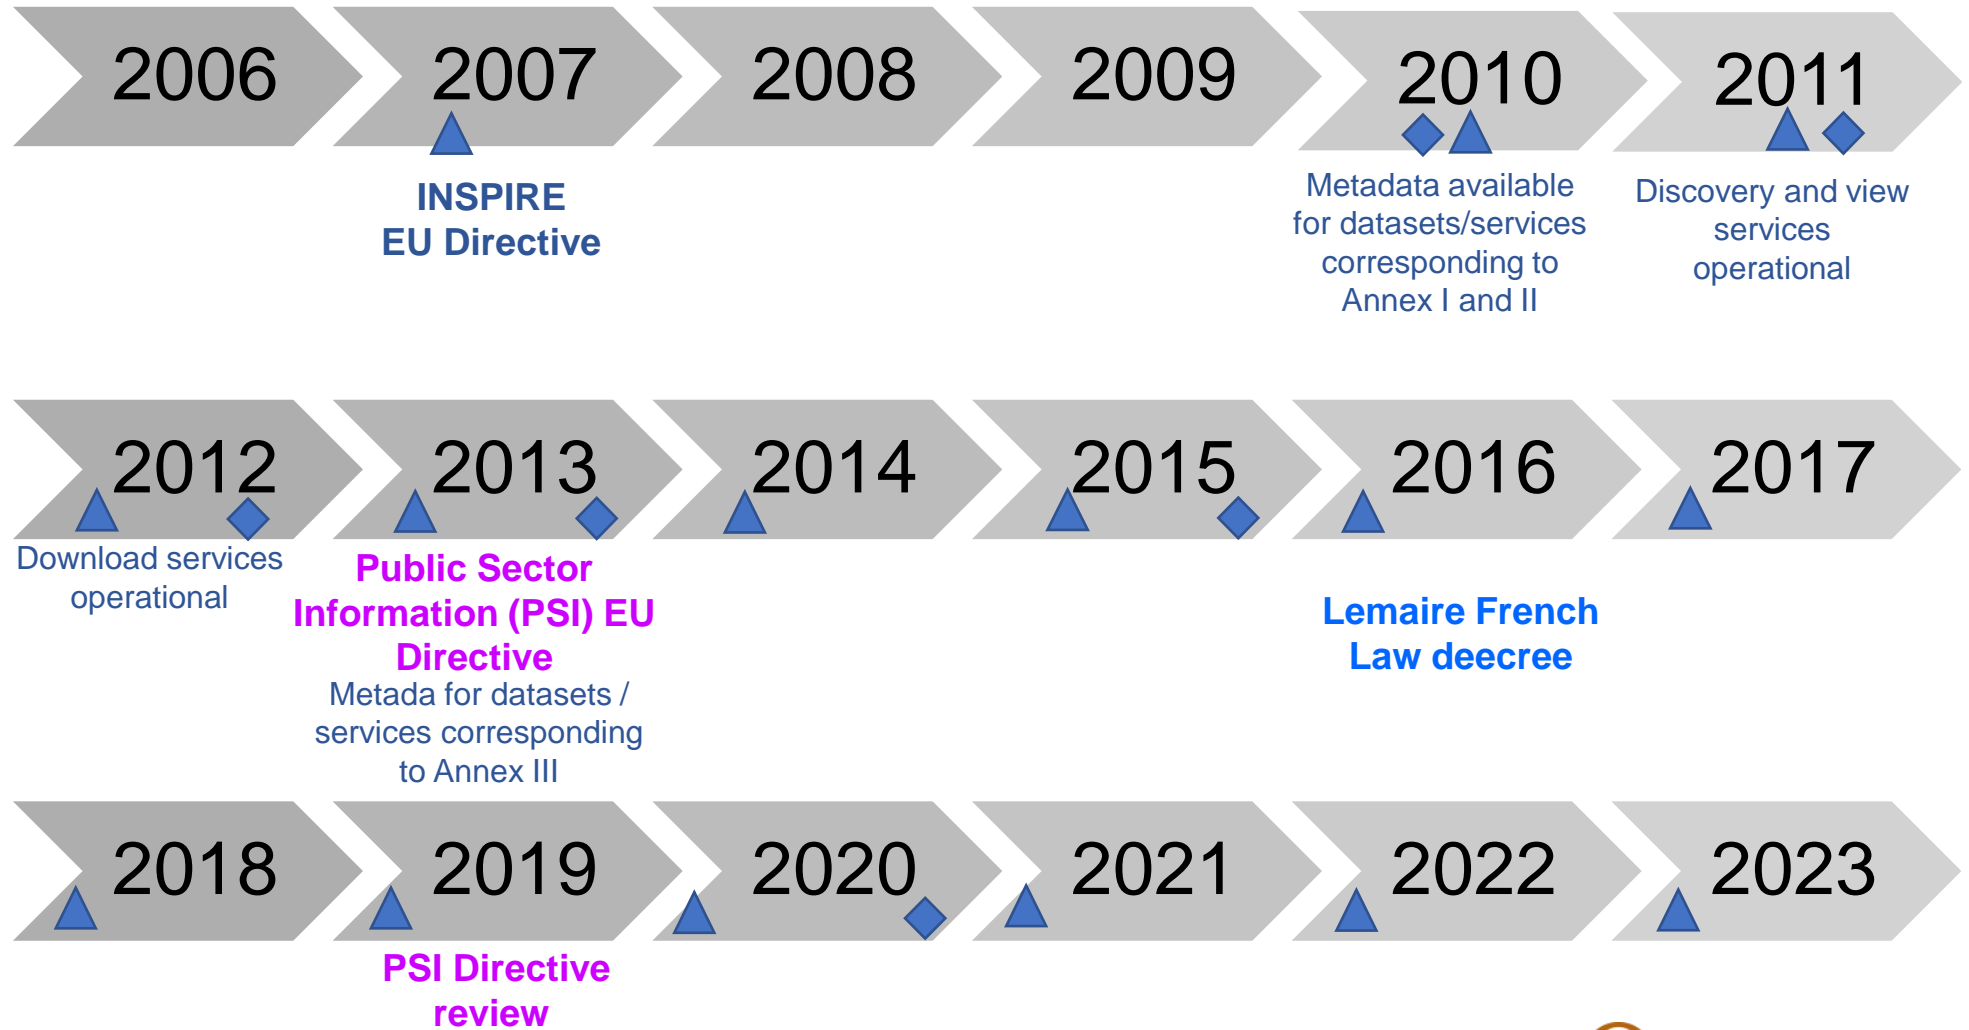 2006
2007
2008
2009
2010
2011
INSPIRE
EU Directive
Metadata available
for datasets/services
corresponding to
Annex I and II
Discovery and view
services
operational
2012
2013
2014
2015
2016
2017
Download services
operational
Public Sector
Information (PSI) EU
Directive
Metada for datasets /
services corresponding
to Annex III
Lemaire French
Law deecree
2018
2019
2020
2021
2022
2023
PSI Directive
review